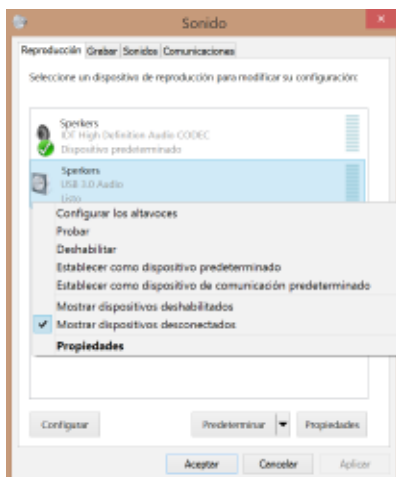 Sonido
Reproducción Grabar Sonidos Comunicaciones
Seleccione un dispositivo de reproducción para modificar su configuración:
Sperkers
IDT High Definition Audio CODEC
Dispositivo predeterminado
Sperkers
USB 3.0 Audio
Listo
Configurar los altavoces
Probar
Deshabilitar
Establecer como dispositivo predeterminado
Establecer como dispositivo de comunicación predeterminado
Mostrar dispositivos deshabilitados
Mostrar dispositivos desconectados
Propiedades
Configurar Predeterminar Propiedades
Aceptar Cancelar Aplicar